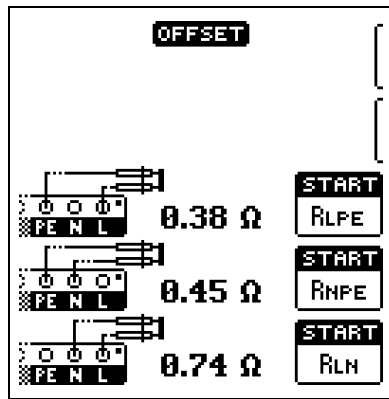 OFFSET
START
PE N L 0.38 Ω RLPE
START
PE N L 0.45 Ω RNPE
START
PE N L 0.74 Ω RLN